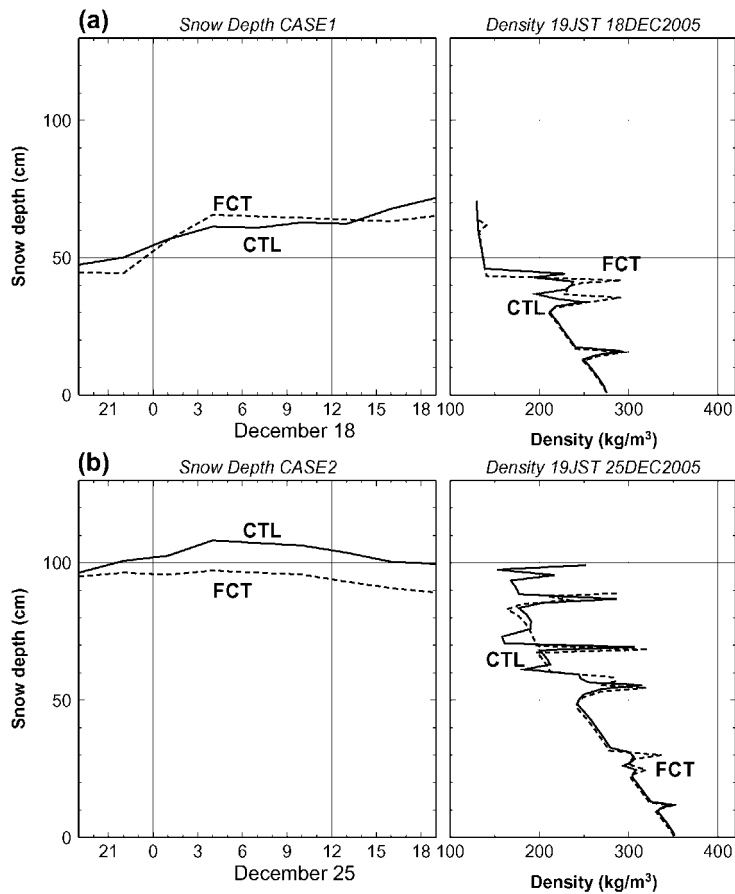 (a) Snow Depth CASE1 Density 19JST 18DEC2005
100
FCT
CTL
50
FCT
CTL
0
Snow depth (cm)
21 0 3 6 9 12 15 18 19 100 200 300 400
December 18 Density (kg/m³)
(b) Snow Depth CASE2 Density 19JST 25DEC2005
CTL
100
FCT
CTL
50
FCT
0
Snow depth (cm)
21 0 3 6 9 12 15 18 19 100 200 300 400
December 25 Density (kg/m³)